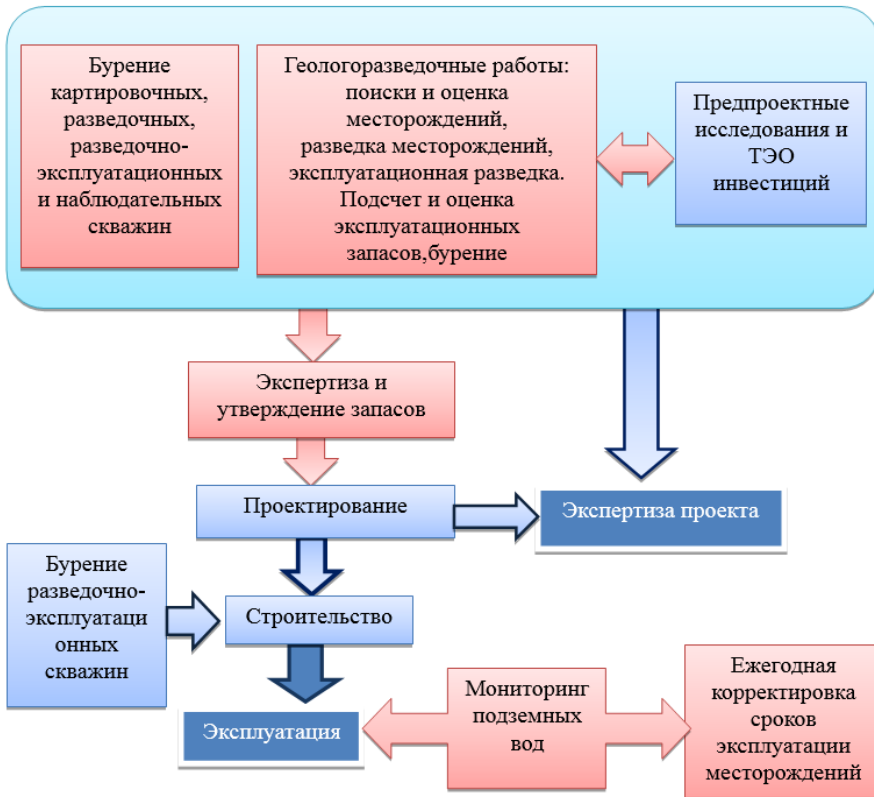 Бурение
картировочных,
разведочных,
разведочно-
эксплуатационных
и наблюдательных
скважин
Геологоразведочные работы:
поиски и оценка
месторождений,
разведка месторождений,
эксплуатационная разведка.
Подсчет и оценка
эксплуатационных
запасов,бурение
Предпроектные
исследования и
ТЭО
инвестиций
Экспертиза и
утверждение запасов
Проектирование
Экспертиза проекта
Бурение
разведочно-
эксплуатаци
онных
скважин
Строительство
Эксплуатация
Мониторинг
подземных
вод
Ежегодная
корректировка
сроков
эксплуатации
месторождений